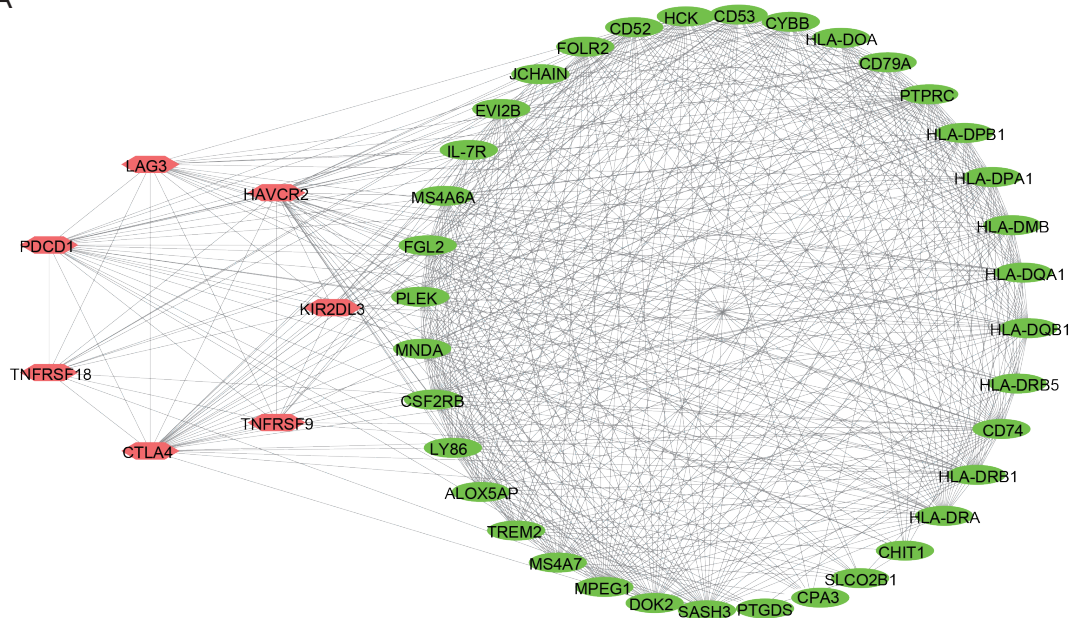 CD53
HCK
CYBB
CD52
HLA-DOA
FOLR2
CD79A
JCHAIN
PTPRC
EVI2B
HLA-DPB1
IL-7R
LAG3
HLA-DPA1
HAVCR2
MS4A6A
HLA-DMB
PDCD1
FGL2
HLA-DQA1
PLEK
KIR2DL3
HLA-DQB1
MNDA
TNFRSF18
HLA-DRB5
CSF2RB
TNFRSF9
CD74
LY86
CTLA4
HLA-DRB1
ALOX5AP
HLA-DRA
TREM2
CHIT1
MS4A7
SLCO2B1
MPEG1
CPA3
DOK2
PTGDS
SASH3